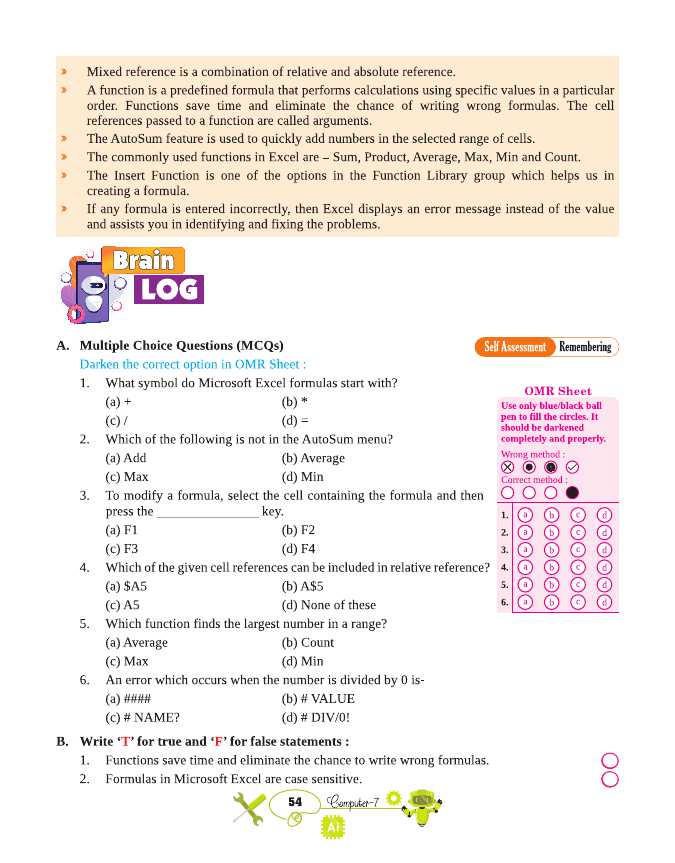 Mixed reference is a combination of relative and absolute reference.
A function is a predefined formula that performs calculations using specific values in a particular
order. Functions save time and eliminate the chance of writing wrong formulas. The cell
references passed to a function are called arguments.
The AutoSum feature is used to quickly add numbers in the selected range of cells.
The commonly used functions in Excel are – Sum, Product, Average, Max, Min and Count.
The Insert Function is one of the options in the Function Library group which helps us in
creating a formula.
If any formula is entered incorrectly, then Excel displays an error message instead of the value
and assists you in identifying and fixing the problems.
Brain
LOG
A. Multiple Choice Questions (MCQs)
Self Assessment Remembering
Darken the correct option in OMR Sheet :
1. What symbol do Microsoft Excel formulas start with?
(a) + (b) *
(c) / (d) =
2. Which of the following is not in the AutoSum menu?
(a) Add (b) Average
(c) Max (d) Min
3. To modify a formula, select the cell containing the formula and then
press the _______________ key.
(a) F1 (b) F2
(c) F3 (d) F4
4. Which of the given cell references can be included in relative reference?
(a) $A5 (b) A$5
(c) A5 (d) None of these
5. Which function finds the largest number in a range?
(a) Average (b) Count
(c) Max (d) Min
6. An error which occurs when the number is divided by 0 is-
(a) #### (b) # VALUE
(c) # NAME? (d) # DIV/0!
OMR Sheet
Use only blue/black ball
pen to fill the circles. It
should be darkened
completely and properly.
Wrong method :
Correct method :
1. a b c d
2. a b c d
3. a b c d
4. a b c d
5. a b c d
6. a b c d
B. Write ‘T’ for true and ‘F’ for false statements :
1. Functions save time and eliminate the chance to write wrong formulas.
2. Formulas in Microsoft Excel are case sensitive.
54 Computer-7
AI